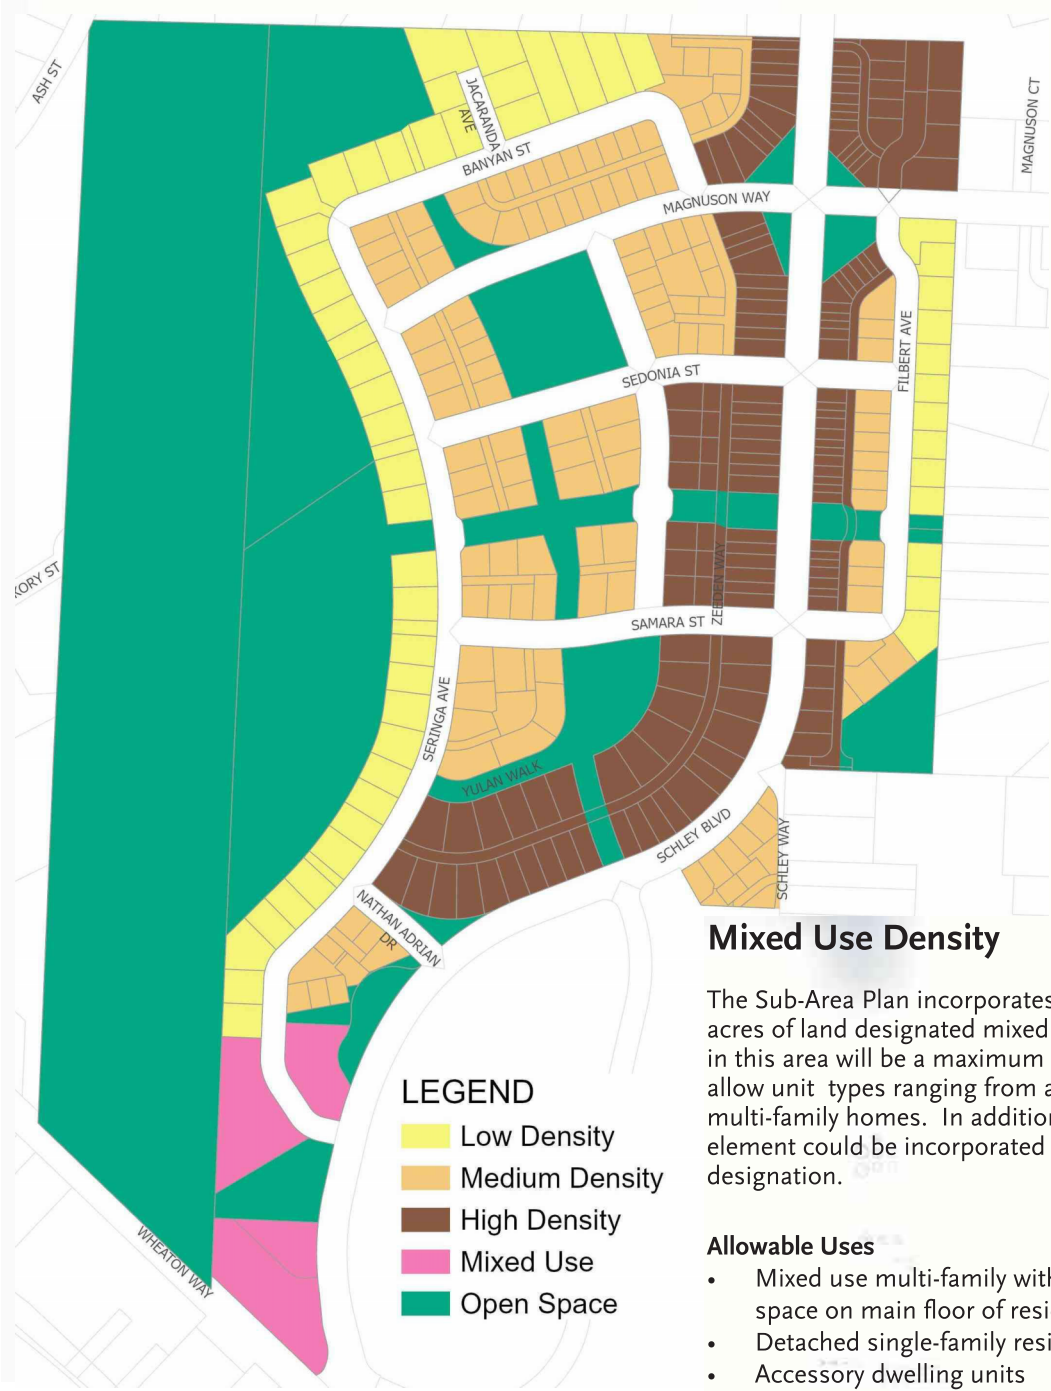 ASH ST
MAGNUSON CT
JACARANDA
AVE
BANYAN ST
MAGNUSON WAY
FILBERT AVE
SEDONIA ST
KORY ST
ZEEDEN WAY
SAMARA ST
SERINGA AVE
YULAN WALK
SCHLEY BLVD
SCHLEY WAY
NATHAN ADRIAN
DR
WHEATON WAY
LEGEND
Low Density
Medium Density
High Density
Mixed Use
Open Space
Mixed Use Density
The Sub-Area Plan incorporates
acres of land designated mixed
in this area will be a maximum
allow unit types ranging from a
multi-family homes. In addition
element could be incorporated
designation.
Allowable Uses
• Mixed use multi-family with
space on main floor of resi
• Detached single-family resi
• Accessory dwelling units